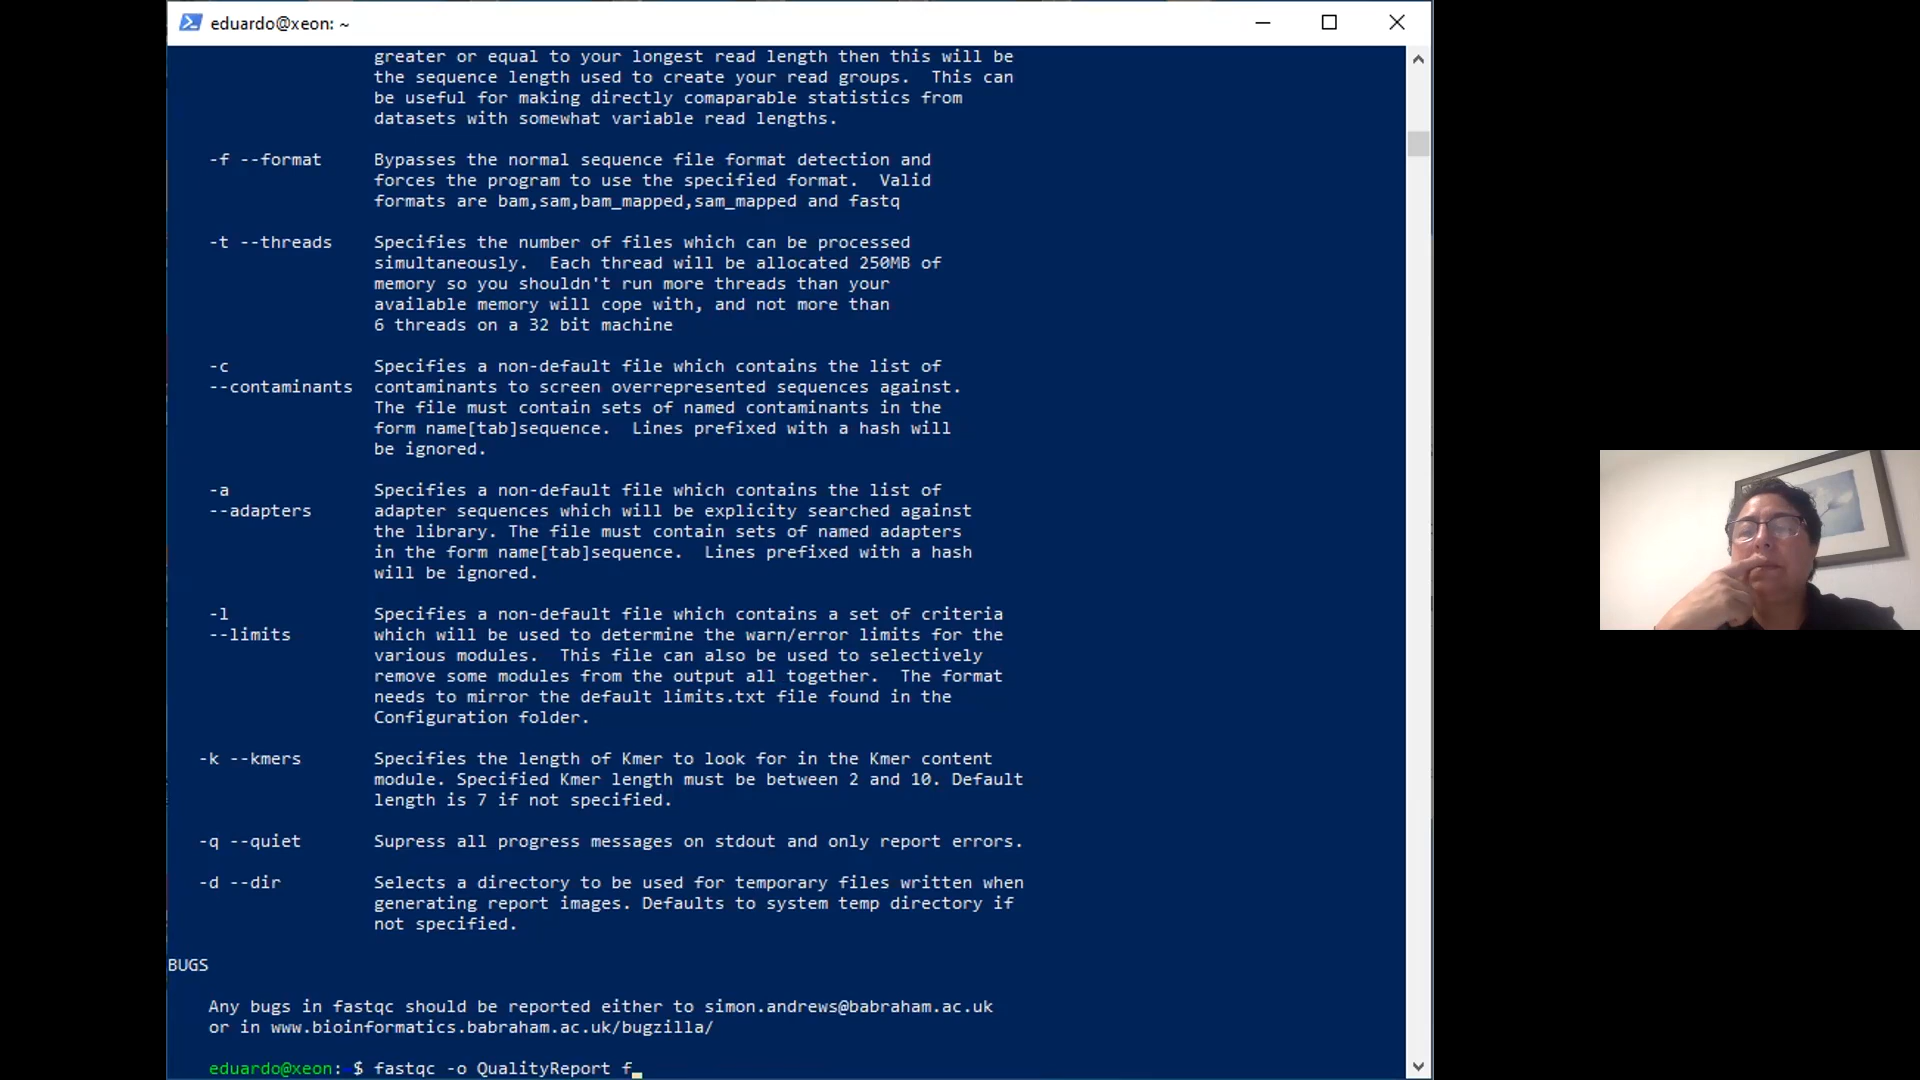 eduardo@xeon: ~
greater or equal to your longest read length then this will be
the sequence length used to create your read groups.  This can
be useful for making directly comaparable statistics from
datasets with somewhat variable read lengths.
-f --format     Bypasses the normal sequence file format detection and
forces the program to use the specified format.  Valid
formats are bam,sam,bam_mapped,sam_mapped and fastq
-t --threads    Specifies the number of files which can be processed
simultaneously.  Each thread will be allocated 250MB of
memory so you shouldn't run more threads than your
available memory will cope with, and not more than
6 threads on a 32 bit machine
-c              Specifies a non-default file which contains the list of
--contaminants  contaminants to screen overrepresented sequences against.
The file must contain sets of named contaminants in the
form name[tab]sequence.  Lines prefixed with a hash will
be ignored.
-a              Specifies a non-default file which contains the list of
--adapters      adapter sequences which will be explicity searched against
the library. The file must contain sets of named adapters
in the form name[tab]sequence.  Lines prefixed with a hash
will be ignored.
-l              Specifies a non-default file which contains a set of criteria
--limits        which will be used to determine the warn/error limits for the
various modules.  This file can also be used to selectively
remove some modules from the output all together.  The format
needs to mirror the default limits.txt file found in the
Configuration folder.
-k --kmers       Specifies the length of Kmer to look for in the Kmer content
module. Specified Kmer length must be between 2 and 10. Default
length is 7 if not specified.
-q --quiet       Supress all progress messages on stdout and only report errors.
-d --dir         Selects a directory to be used for temporary files written when
generating report images. Defaults to system temp directory if
not specified.
BUGS
Any bugs in fastqc should be reported either to simon.andrews@babraham.ac.uk
or in www.bioinformatics.babraham.ac.uk/bugzilla/
eduardo@xeon:~$ fastqc -o QualityReport f_